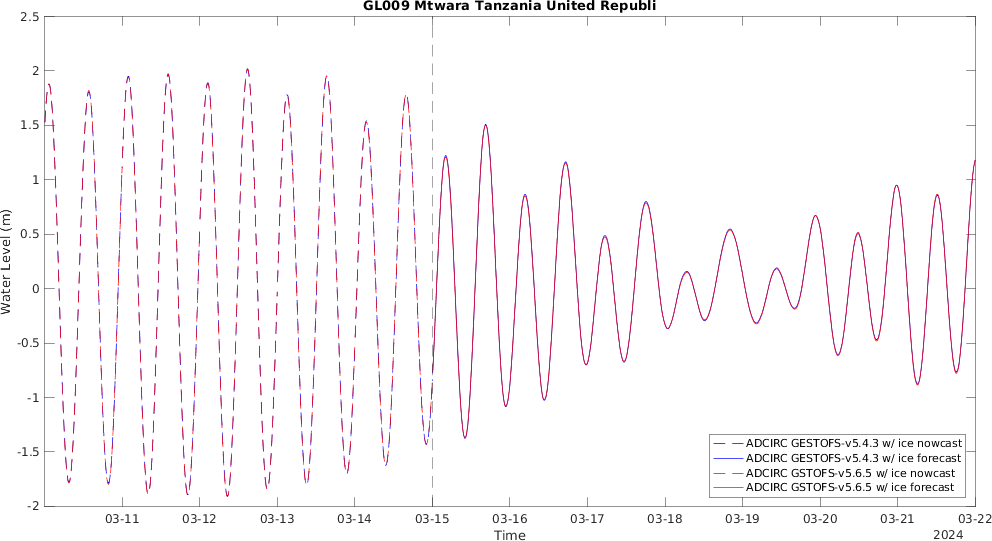 GL009 Mtwara Tanzania United Republi
2.5
2
1.5
1
0.5
0
-0.5
-1
-1.5
-2
Water Level (m)
ADCIRC GESTOFS-v5.4.3 w/ ice nowcast
ADCIRC GESTOFS-v5.4.3 w/ ice forecast
ADCIRC GSTOFS-v5.6.5 w/ ice nowcast
ADCIRC GSTOFS-v5.6.5 w/ ice forecast
03-11 03-12 03-13 03-14 03-15 03-16 03-17 03-18 03-19 03-20 03-21 03-22
Time
2024